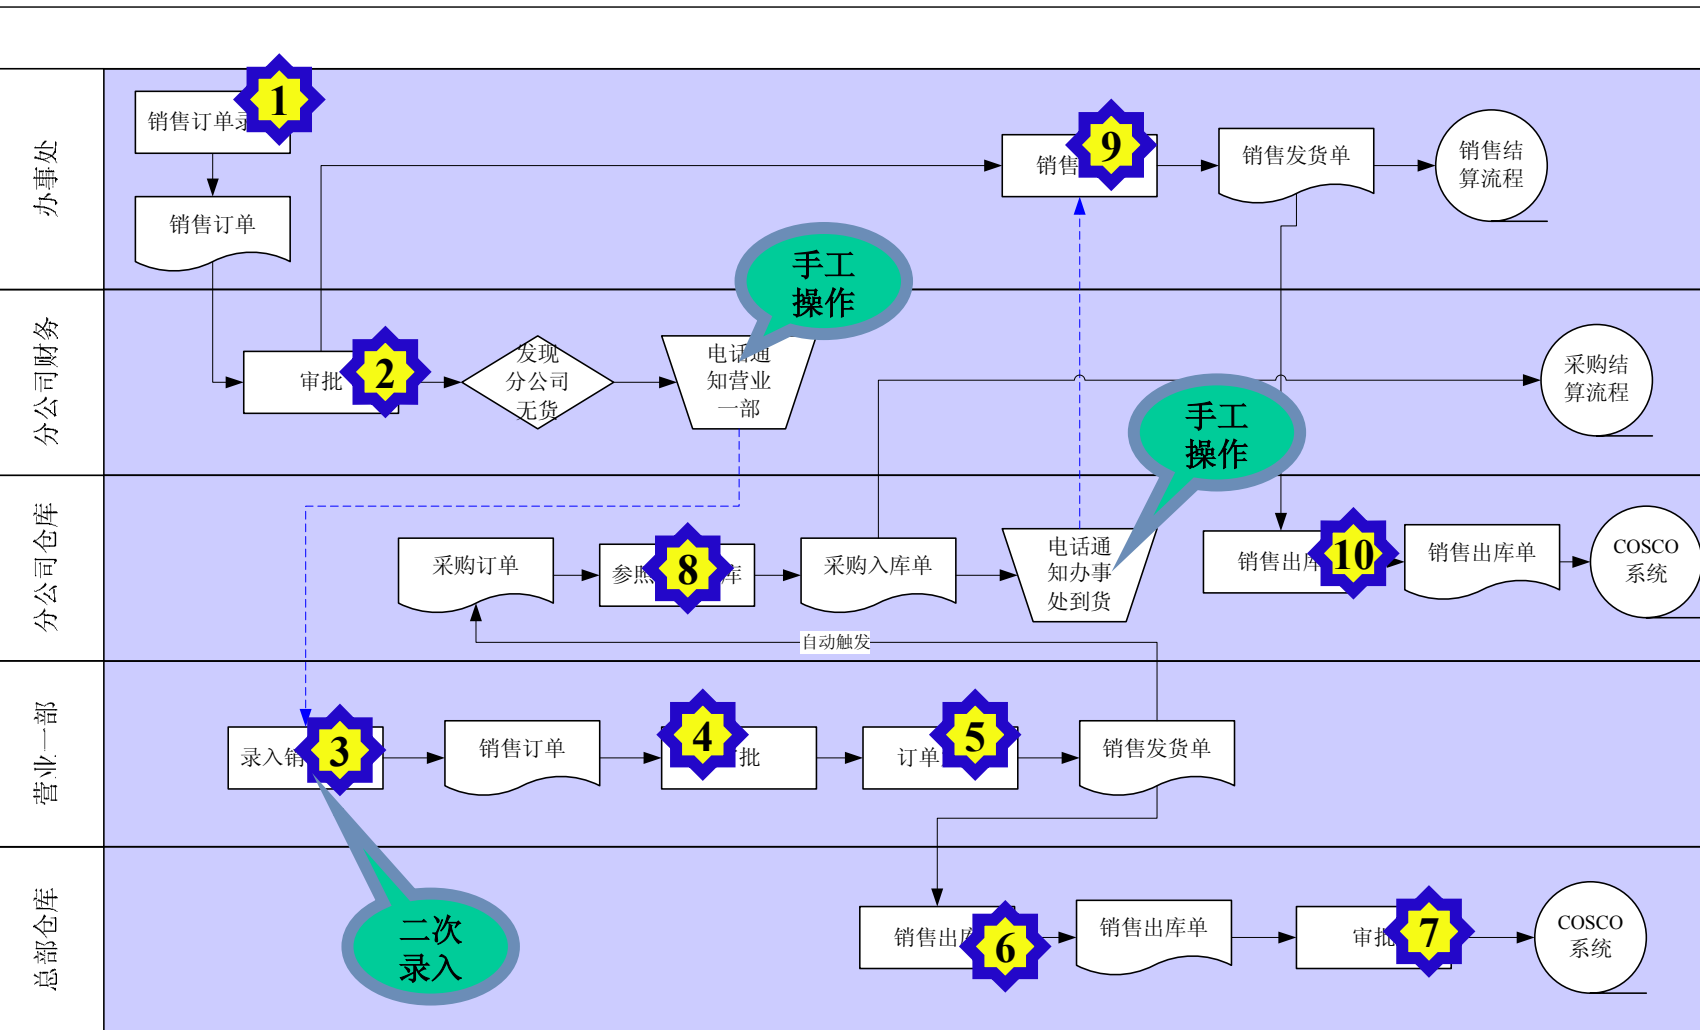 办事处
销售订单录
1
销售订单
手工
操作
销售
9
销售发货单
销售结
算流程
分公司财务
审批
2
发现
分公司
无货
电话通
知营业
一部
手工
操作
采购结
算流程
分公司仓库
采购订单
参照
8
库
采购入库单
电话通
知办事
处到货
销售出库
10
销售出库单
COSCO
系统
自动触发
营业一部
录入销
3
销售订单
4
批
订单
5
销售发货单
总部仓库
二次
录入
销售出库
6
销售出库单
审批
7
COSCO
系统